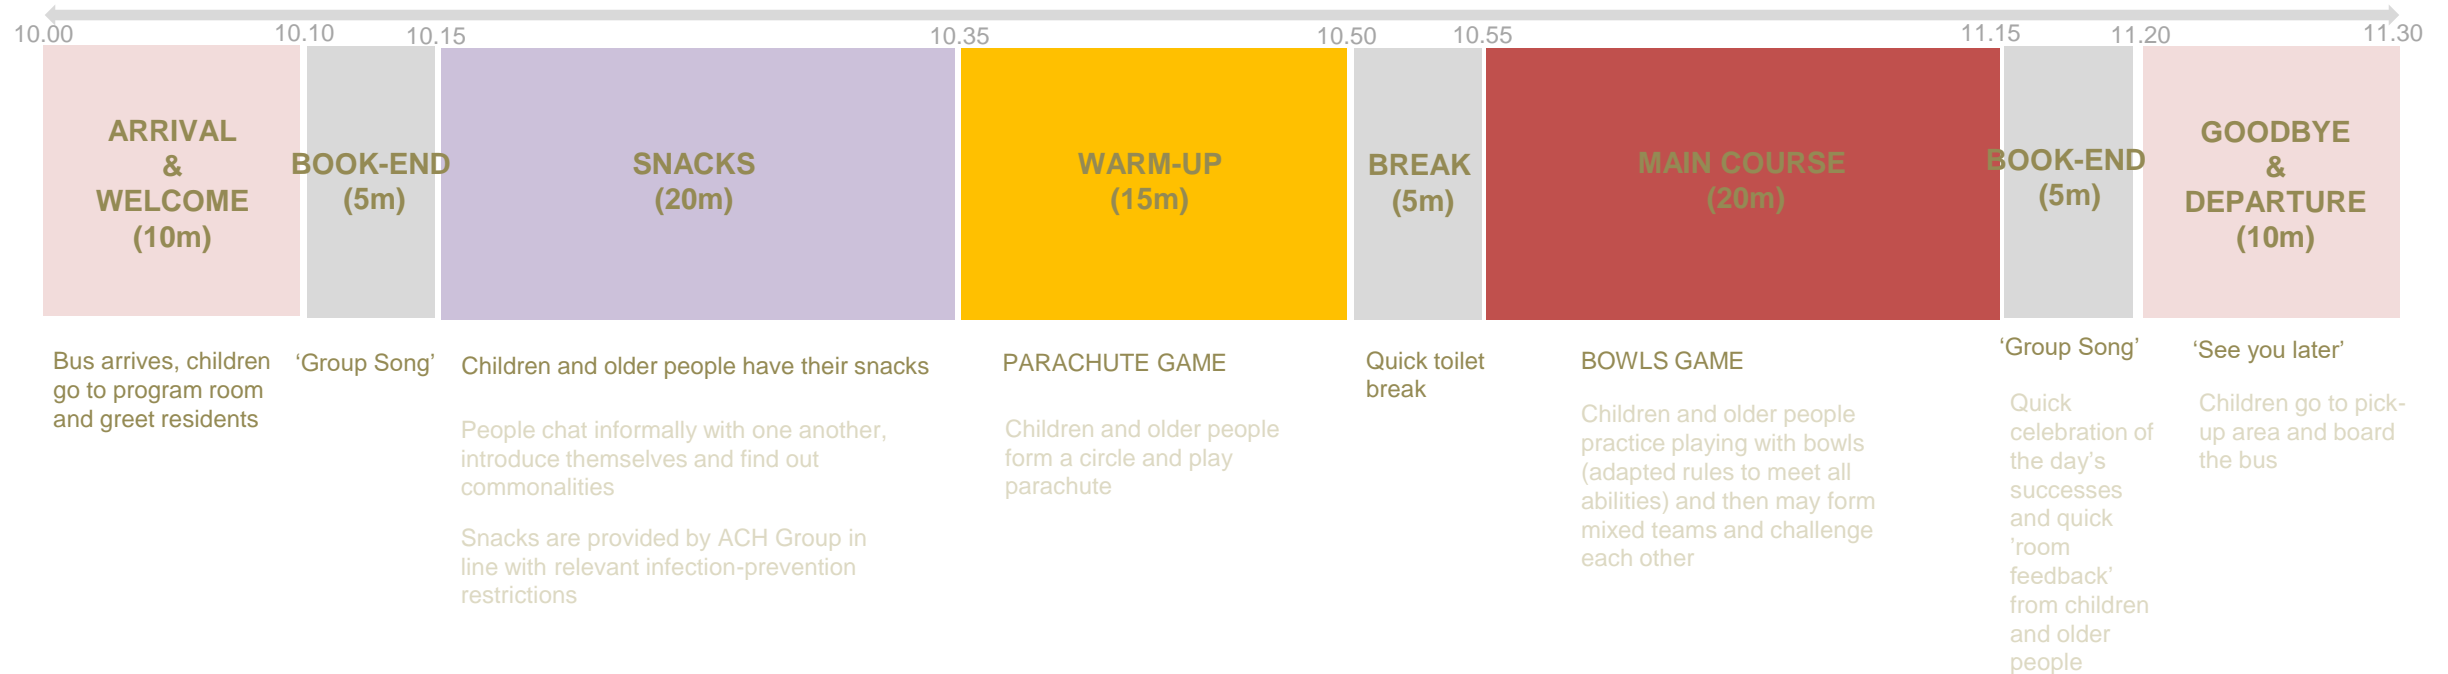 10.00
10.10
10.15
10.35
10.50
10.55
11.15
11.20
11.30
ARRIVAL
&
WELCOME
(10m)
BOOK-END
(5m)
SNACKS
(20m)
WARM-UP
(15m)
BREAK
(5m)
MAIN COURSE
(20m)
BOOK-END
(5m)
GOODBYE
&
DEPARTURE
(10m)
Bus arrives, children
go to program room
and greet residents
‘Group Song’
Children and older people have their snacks
People chat informally with one another,
introduce themselves and find out
commonalities
Snacks are provided by ACH Group in
line with relevant infection-prevention
restrictions
PARACHUTE GAME
Children and older people
form a circle and play
parachute
Quick toilet
break
BOWLS GAME
Children and older people
practice playing with bowls
(adapted rules to meet all
abilities) and then may form
mixed teams and challenge
each other
‘Group Song’
Quick
celebration of
the day’s
successes
and quick
’room
feedback’
from children
and older
people
‘See you later’
Children go to pick-
up area and board
the bus